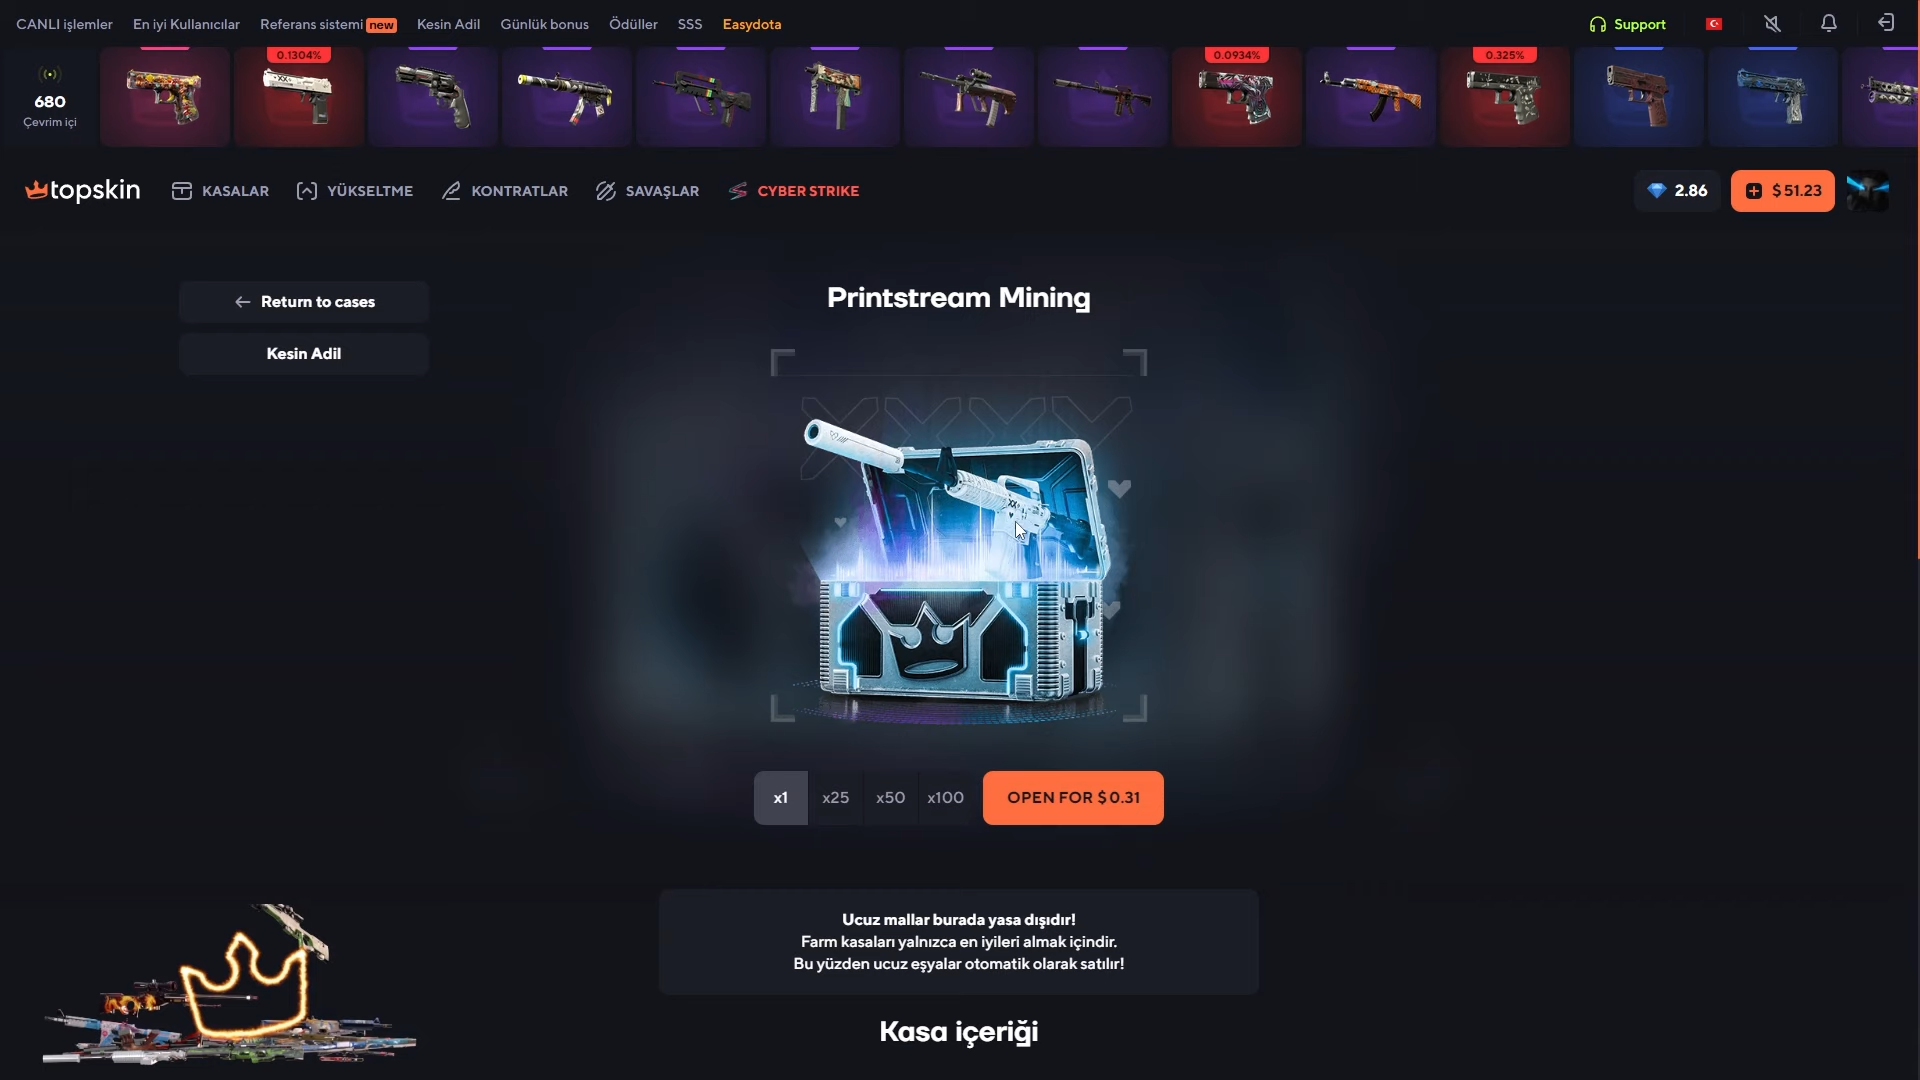 CANLI işlemler En iyi Kullanıcılar Referans sistemi new Kesin Adil Günlük bonus Ödüller SSS Easydota Support
680
Çevrim içi
0.1304% 0.0934% 0.325%
topskin KASALAR YÜKSELTME KONTRATLAR SAVAŞLAR CYBER STRIKE 2.86 $ 51.23
Return to cases
Kesin Adil
Printstream Mining
x1 x25 x50 x100 OPEN FOR $ 0.31
Ucuz mallar burada yasa dışıdır!
Farm kasaları yalnızca en iyileri almak içindir.
Bu yüzden ucuz eşyalar otomatik olarak satılır!
Kasa içeriği